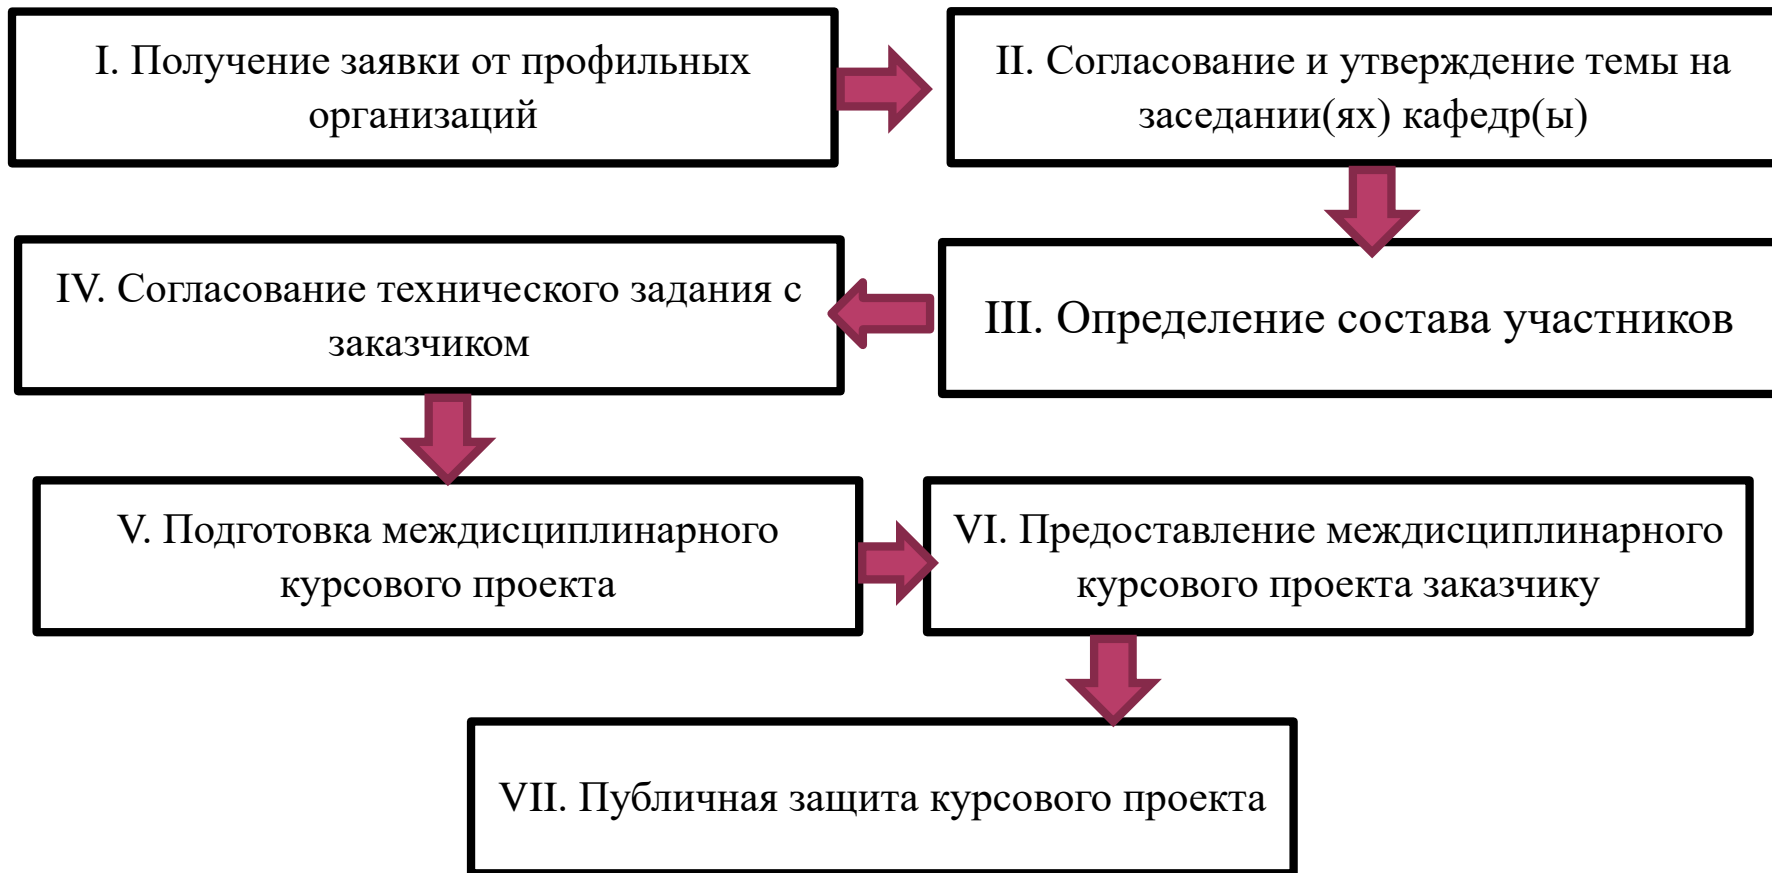 I. Получение заявки от профильных
организаций
II. Согласование и утверждение темы на
заседании(ях) кафедр(ы)
III. Определение состава участников
IV. Согласование технического задания с
заказчиком
V. Подготовка междисциплинарного
курсового проекта
VI. Предоставление междисциплинарного
курсового проекта заказчику
VII. Публичная защита курсового проекта